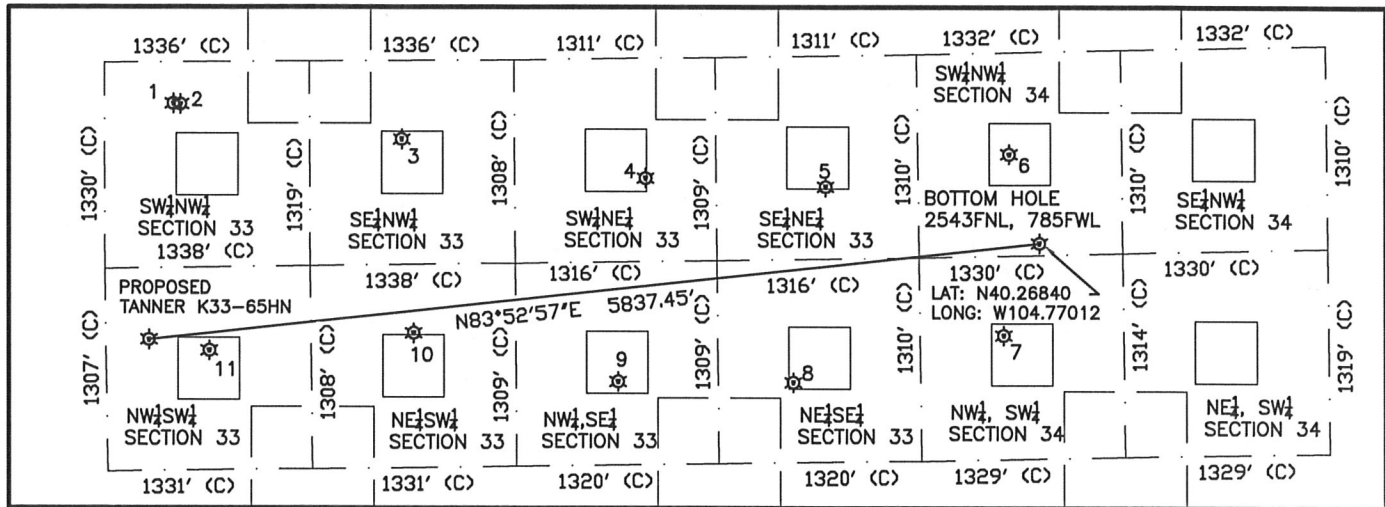 1336' (C)
1336' (C)
1311' (C)
1311' (C)
1332' (C)
1332' (C)
SW¼NW¼
SECTION 34
1
2
3
4
5
6
1330' (C)
1319' (C)
1308' (C)
1309' (C)
1310' (C)
1310' (C)
1310' (C)
SW¼NW¼
SECTION 33
SE¼NW¼
SECTION 33
SW¼NE¼
SECTION 33
SE¼NE¼
SECTION 33
BOTTOM HOLE
2543FNL, 785FWL
SE¼NW¼
SECTION 34
1338' (C)
1338' (C)
1316' (C)
1316' (C)
1330' (C)
1330' (C)
PROPOSED
TANNER K33-65HN
N83°52'57"E 5837.45'
LAT: N40.26840
LONG: W104.77012
1307' (C)
1308' (C)
1309' (C)
1309' (C)
1310' (C)
1314' (C)
1319' (C)
11
10
9
8
7
NW¼SW¼
SECTION 33
NE¼SW¼
SECTION 33
NW¼,SE¼
SECTION 33
NE¼SE¼
SECTION 33
NW¼, SW¼
SECTION 34
NE¼, SW¼
SECTION 34
1331' (C)
1331' (C)
1320' (C)
1320' (C)
1329' (C)
1329' (C)